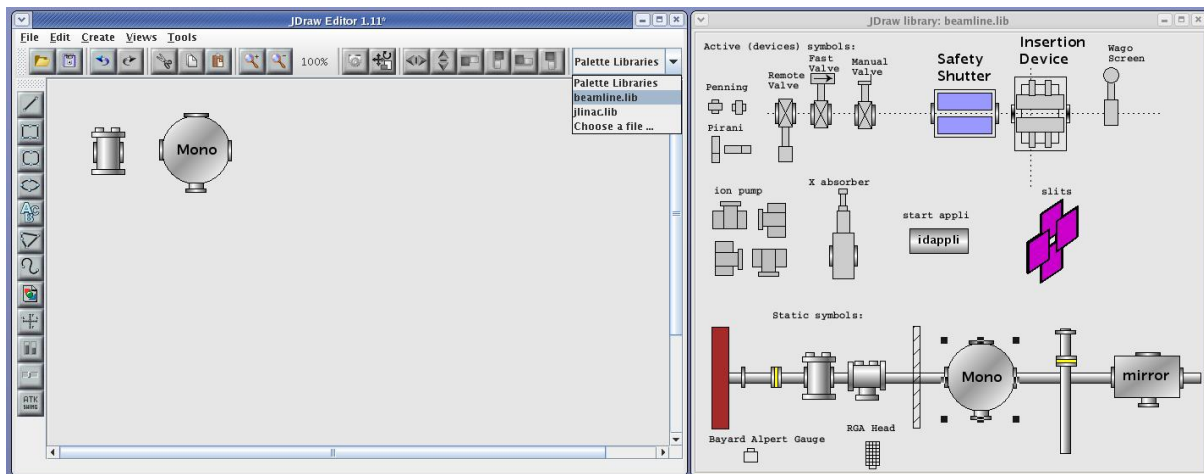 JDraw Editor 1.11*
File Edit Create Views Tools
100%
Palette Libraries
Palette Libraries
beamline.lib
jlinac.lib
Choose a file ...
Mono
ATK
JDraw library: beamline.lib
Active (devices) symbols:
Penning
Pirani
Remote
Valve
Fast
Valve
Manual
Valve
Safety
Shutter
Insertion
Device
Wago
Screen
ion pump
X absorber
start appli
idappli
slits
Static symbols:
Mono
mirror
Bayard Alpert Gauge
RGA Head